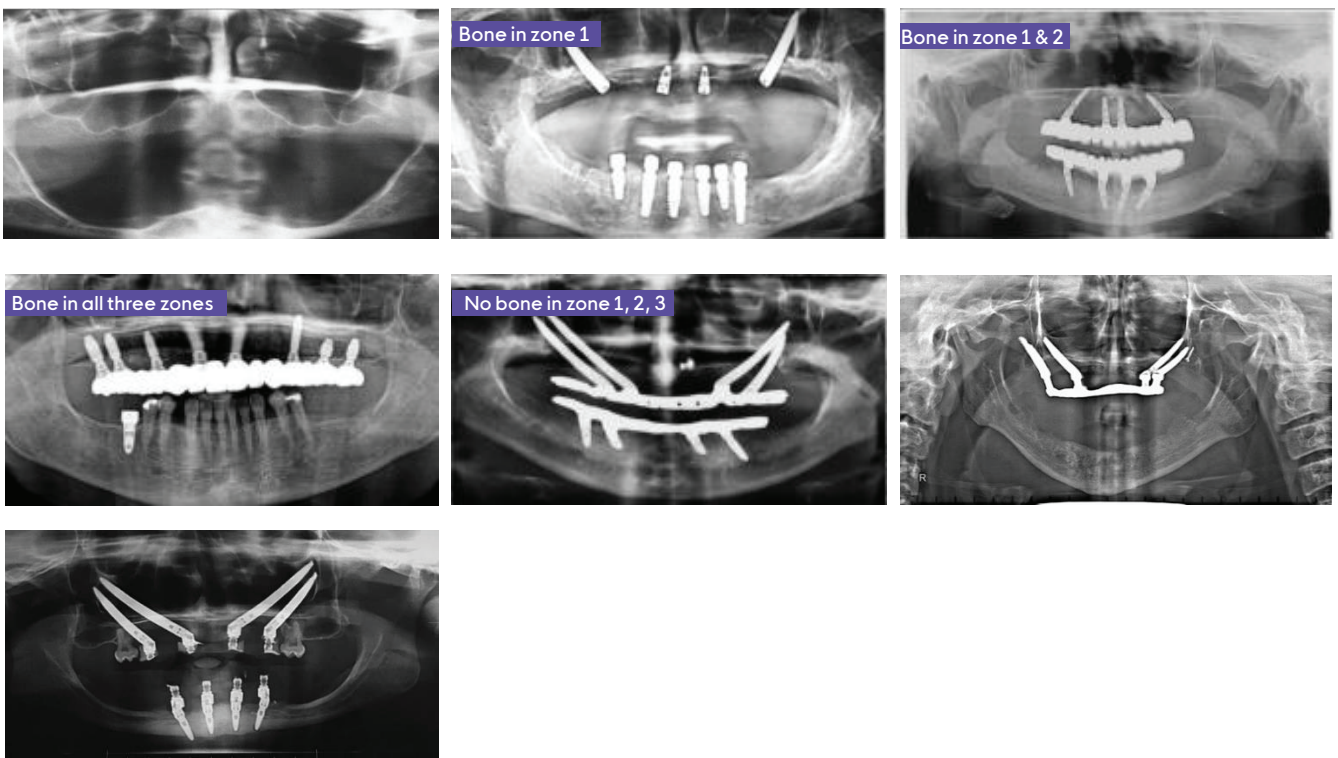 Bone in zone 1
Bone in zone 1 & 2
Bone in all three zones
No bone in zone 1, 2, 3
R